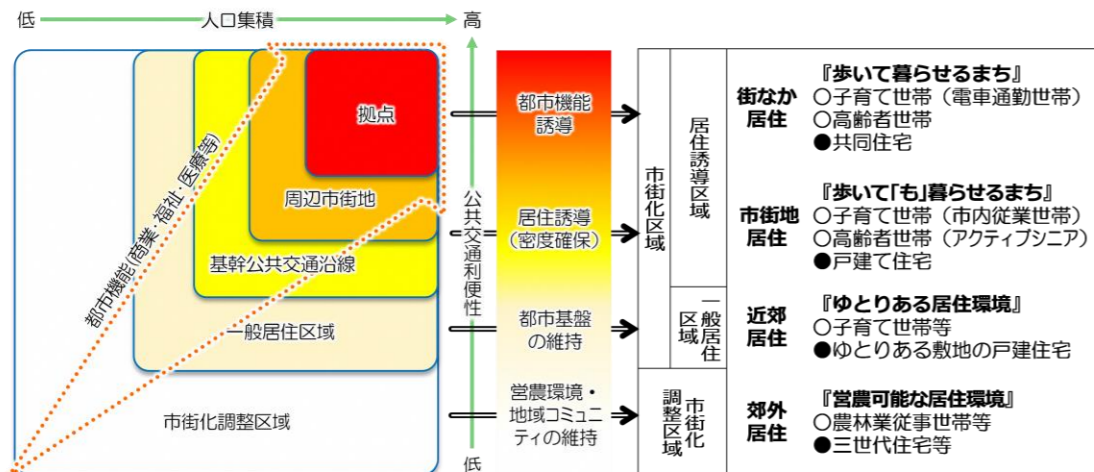 低
人口集積
高
拠点
周辺市街地
基幹公共交通沿線
一般居住区域
市街化調整区域
都市機能(商業・福祉・医療等)
公共交通利便性
低
都市機能
誘導
居住誘導
(密度確保)
都市基盤
の維持
営農環境・
地域コミュニ
ティの維持
市街化区域
居住誘導区域
一般居住
区域
市街化
調整区域
街なか
居住
『歩いて暮らせるまち』
○子育て世帯（電車通勤世帯）
○高齢者世帯
●共同住宅
市街地
居住
『歩いて「も」暮らせるまち』
○子育て世帯（市内従業世帯）
○高齢者世帯（アクティブシニア）
●戸建て住宅
近郊
居住
『ゆとりある居住環境』
○子育て世帯等
●ゆとりある敷地の戸建住宅
郊外
居住
『営農可能な居住環境』
○農林業従事世帯等
●三世代住宅等